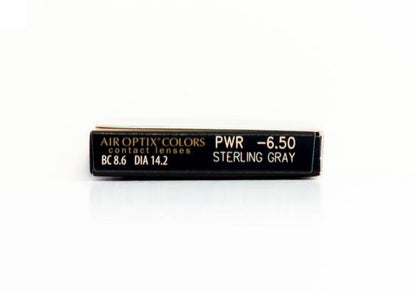 AIR OPTIX® COLORS
contact lenses
BC 8.6 DIA 14.2
PWR -6.50
STERLING GRAY